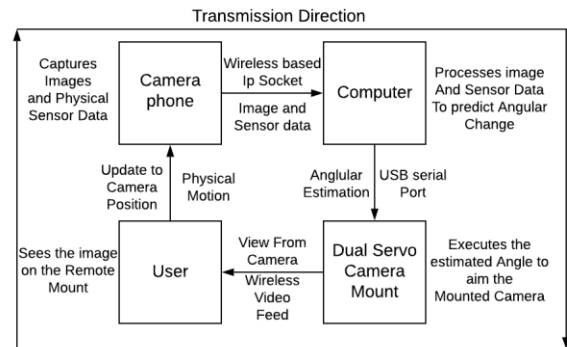 Transmission Direction
Captures
Images
and Physical
Sensor Data
Camera
phone
Wireless based
Ip Socket
Image and
Sensor data
Computer
Processes image
And Sensor Data
To predict Angular
Change
Update to
Camera
Position
Physical
Motion
Anglular
Estimation
USB serial
Port
Sees the image
on the Remote
Mount
User
View From
Camera
Wireless
Video
Feed
Dual Servo
Camera
Mount
Executes the
estimated Angle to
aim the
Mounted Camera